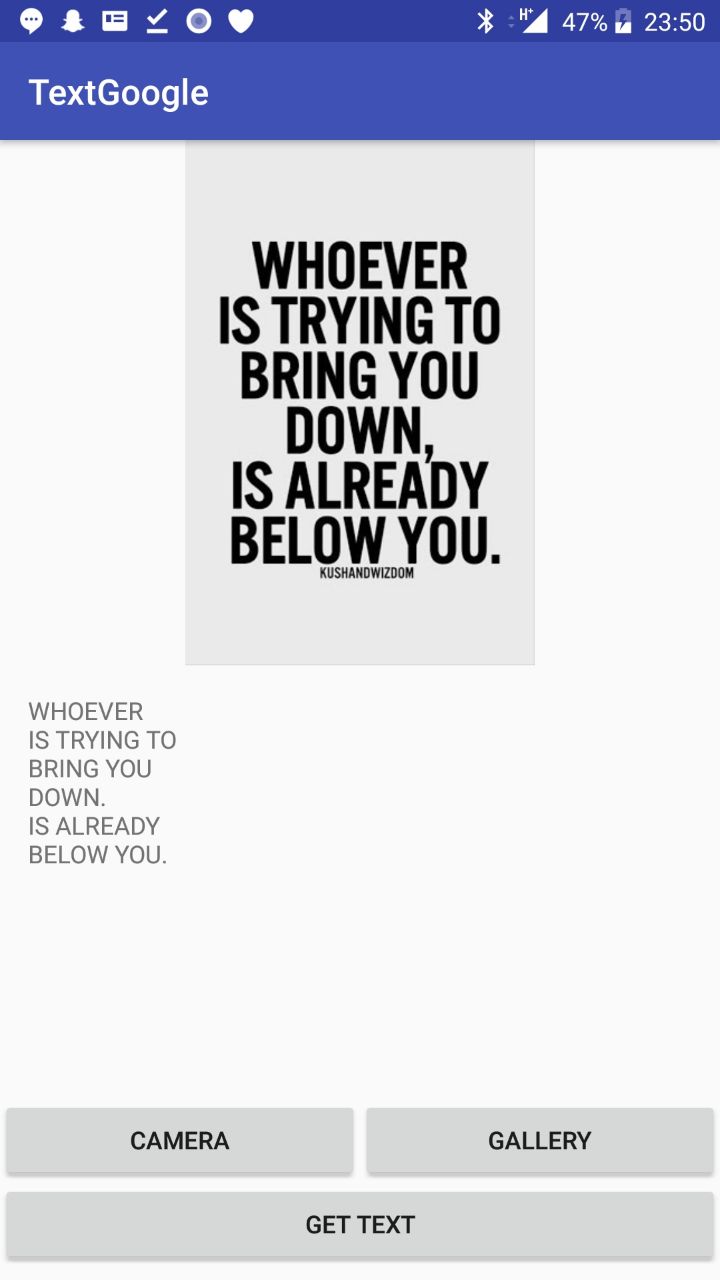 47% 23:50
TextGoogle
WHOEVER
IS TRYING TO
BRING YOU
DOWN,
IS ALREADY
BELOW YOU.
KUSHANDWIZDOM
WHOEVER
IS TRYING TO
BRING YOU
DOWN.
IS ALREADY
BELOW YOU.
CAMERA GALLERY
GET TEXT